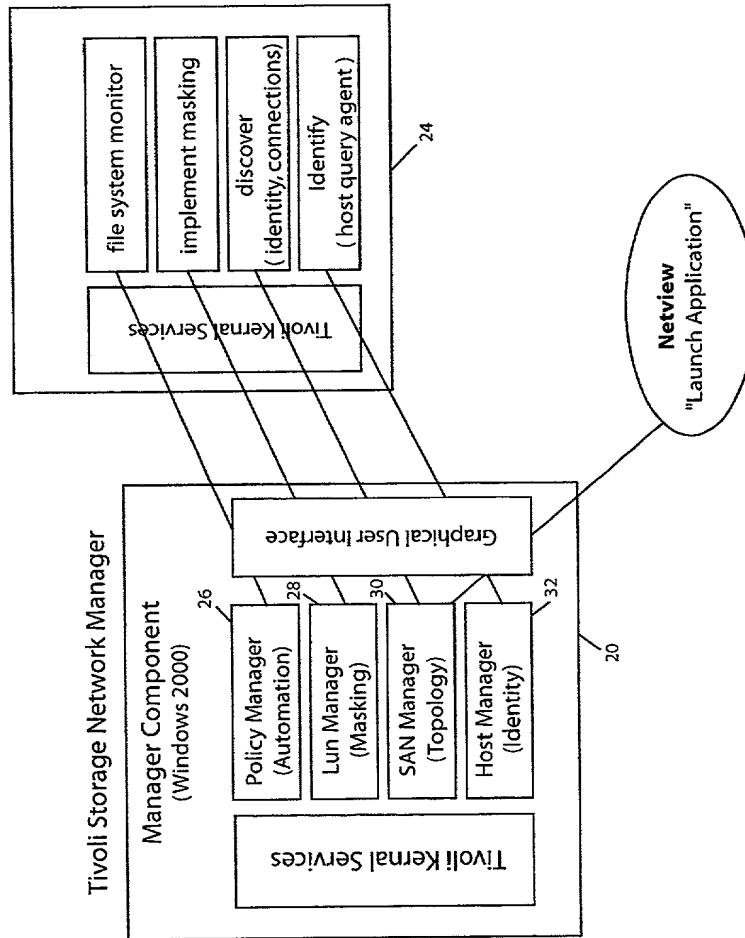 Tivoli Storage Network Manager
Manager Component
(Windows 2000)
Tivoli Kernal Services
Policy Manager
(Automation)
26
Lun Manager
(Masking)
28
SAN Manager
(Topology)
30
Host Manager
(Identity)
32
Graphical User Interface
20
Tivoli Kernal Services
file system monitor
implement masking
discover
( identity, connections)
Identify
( host query agent )
24
Netview
"Launch Application"